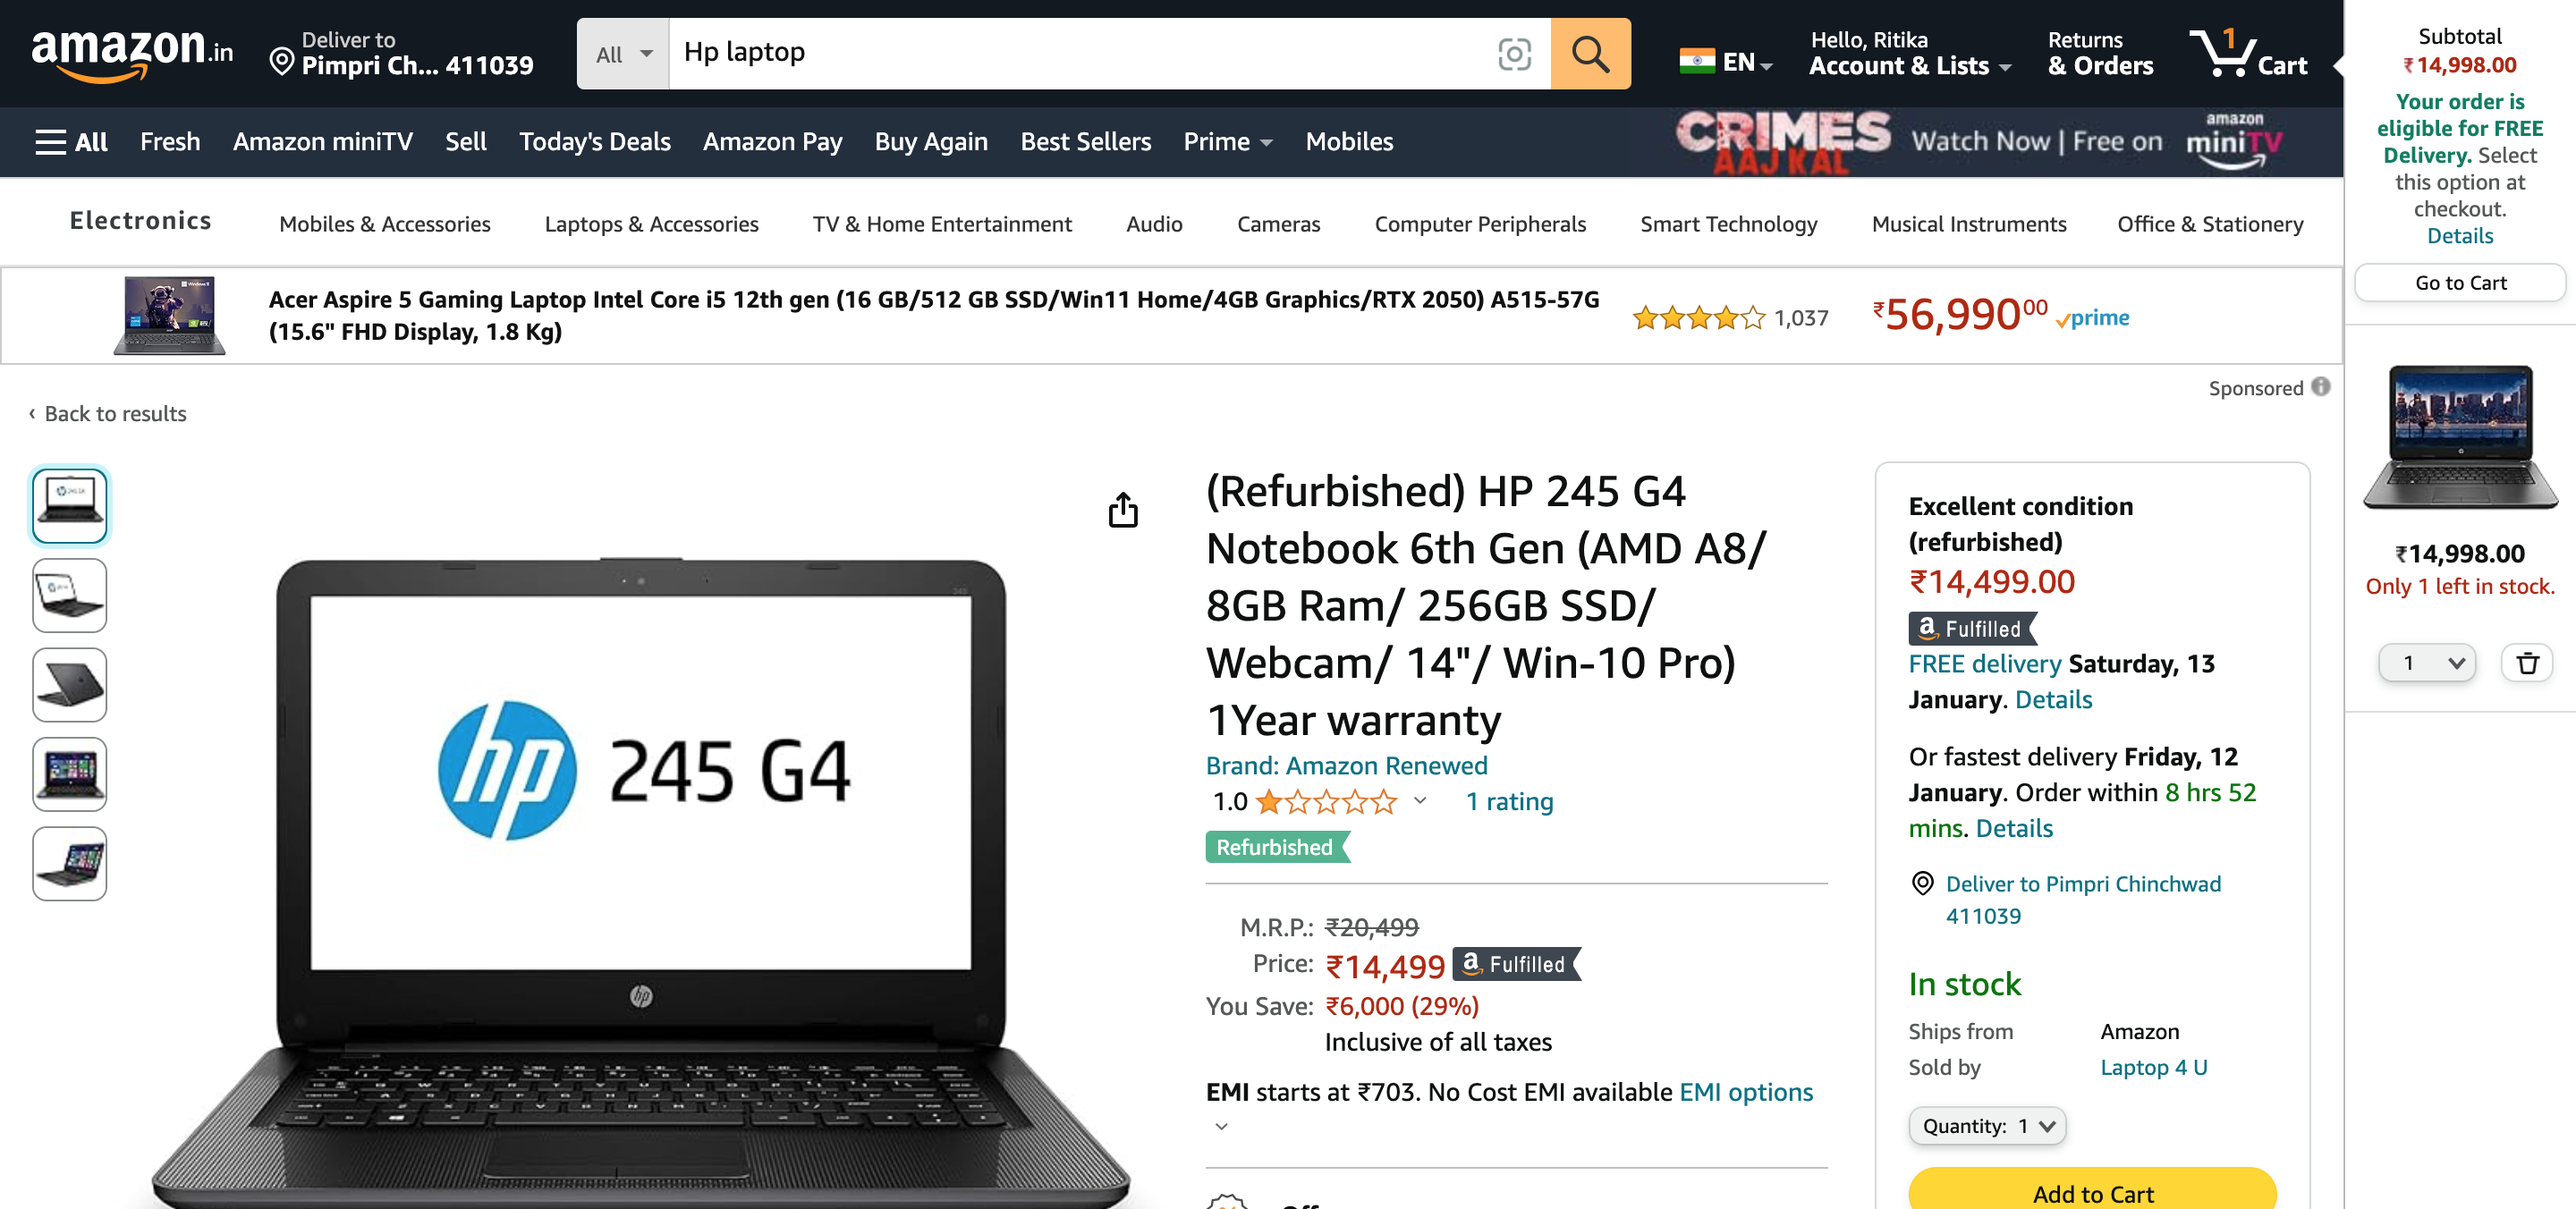 amazon.in
Deliver to
Pimpri Ch... 411039
All
Hp laptop
EN
Hello, Ritika
Account & Lists
Returns
& Orders
1
Cart
All
Fresh
Amazon miniTV
Sell
Today's Deals
Amazon Pay
Buy Again
Best Sellers
Prime
Mobiles
CRIMES
AAJ KAL
Watch Now | Free on
amazon
miniTV
Electronics
Mobiles & Accessories
Laptops & Accessories
TV & Home Entertainment
Audio
Cameras
Computer Peripherals
Smart Technology
Musical Instruments
Office & Stationery
Acer Aspire 5 Gaming Laptop Intel Core i5 12th gen (16 GB/512 GB SSD/Win11 Home/4GB Graphics/RTX 2050) A515-57G
(15.6" FHD Display, 1.8 Kg)
1,037
₹56,99000
prime
Sponsored
‹ Back to results
hp 245 G4
hp
(Refurbished) HP 245 G4
Notebook 6th Gen (AMD A8/
8GB Ram/ 256GB SSD/
Webcam/ 14"/ Win-10 Pro)
1Year warranty
Brand: Amazon Renewed
1.0
1 rating
Refurbished
M.R.P.: ₹20,499
Price: ₹14,499 a Fulfilled
You Save: ₹6,000 (29%)
Inclusive of all taxes
EMI starts at ₹703. No Cost EMI available EMI options
Excellent condition
(refurbished)
₹14,499.00
a Fulfilled
FREE delivery Saturday, 13
January. Details
Or fastest delivery Friday, 12
January. Order within 8 hrs 52
mins. Details
Deliver to Pimpri Chinchwad
411039
In stock
Ships from Amazon
Sold by Laptop 4 U
Quantity: 1
Add to Cart
Subtotal
₹14,998.00
Your order is
eligible for FREE
Delivery. Select
this option at
checkout.
Details
Go to Cart
₹14,998.00
Only 1 left in stock.
1